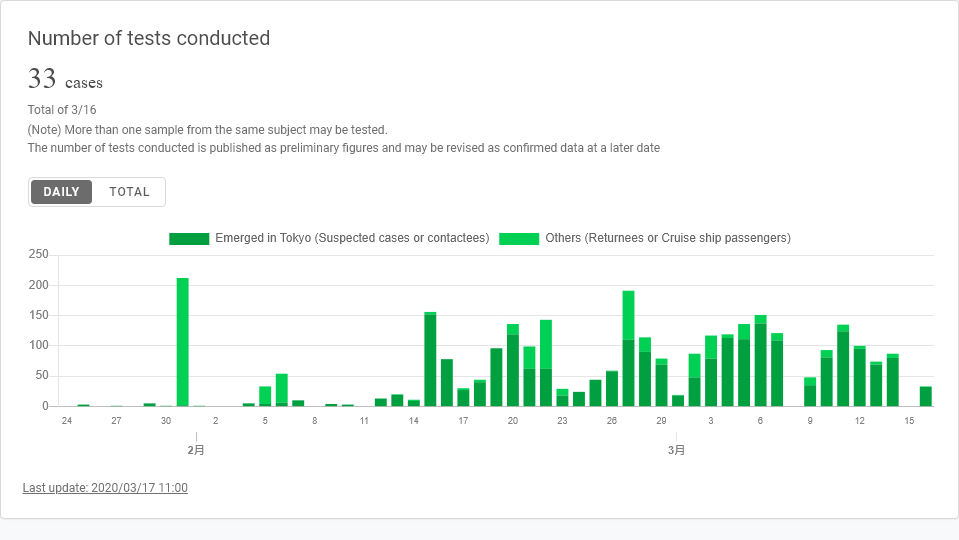 Number of tests conducted
33 cases
Total of 3/16
(Note) More than one sample from the same subject may be tested.
The number of tests conducted is published as preliminary figures and may be revised as confirmed data at a later date
DAILY TOTAL
Emerged in Tokyo (Suspected cases or contactees) Others (Returnees or Cruise ship passengers)
250
200
150
100
50
0
24 27 30 2 5 8 11 14 17 20 23 26 29 3 6 9 12 15
2月 3月
Last update: 2020/03/17 11:00